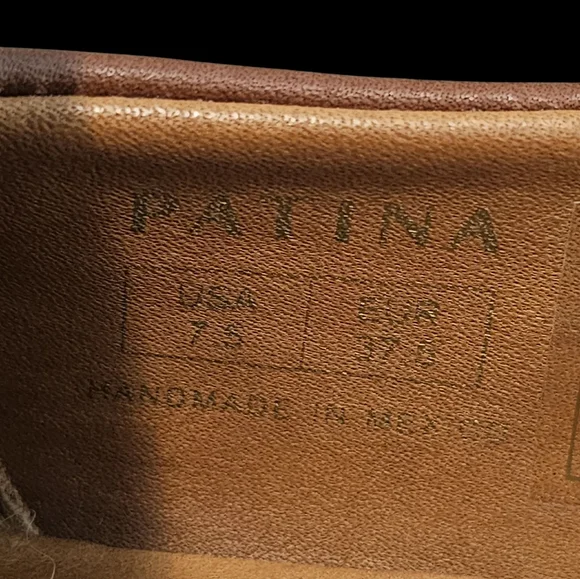 PATINA
USA EUR
7.5 37.5
HANDMADE IN MEXICO